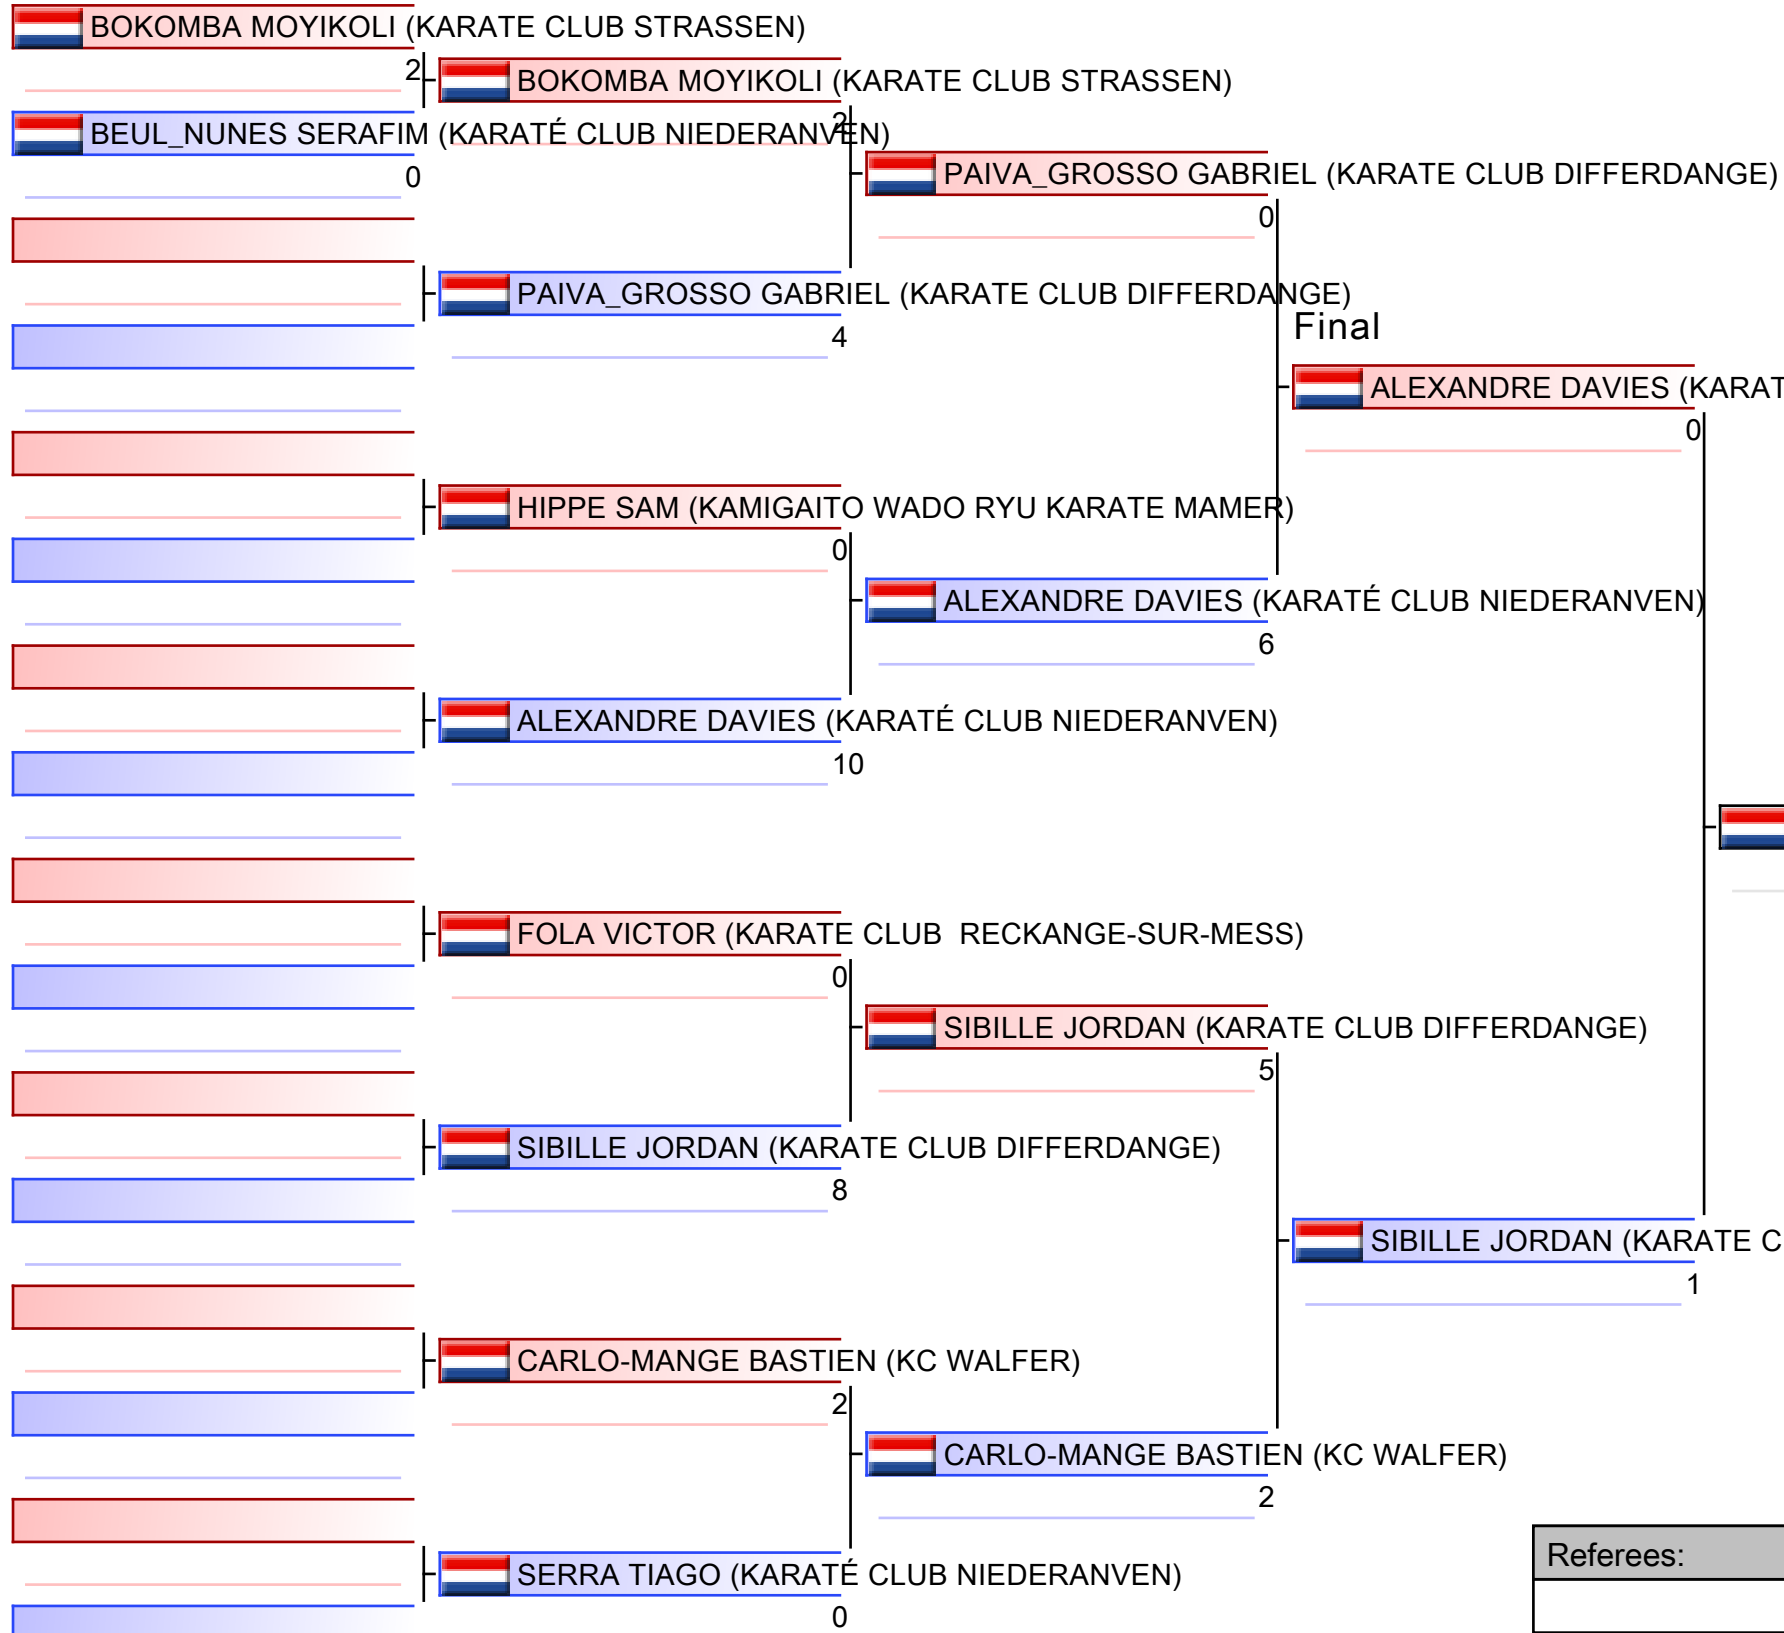 BOKOMBA MOYIKOLI (KARATE CLUB STRASSEN)
2
BOKOMBA MOYIKOLI (KARATE CLUB STRASSEN)
2
BEUL_NUNES SERAFIM (KARATÉ CLUB NIEDERANVEN)
0
PAIVA_GROSSO GABRIEL (KARATE CLUB DIFFERDANGE)
0
PAIVA_GROSSO GABRIEL (KARATE CLUB DIFFERDANGE)
4
Final
ALEXANDRE DAVIES (KARAT
0
HIPPE SAM (KAMIGAITO WADO RYU KARATE MAMER)
0
ALEXANDRE DAVIES (KARATÉ CLUB NIEDERANVEN)
6
ALEXANDRE DAVIES (KARATÉ CLUB NIEDERANVEN)
10
FOLA VICTOR (KARATE CLUB  RECKANGE-SUR-MESS)
0
SIBILLE JORDAN (KARATE CLUB DIFFERDANGE)
5
SIBILLE JORDAN (KARATE CLUB DIFFERDANGE)
8
SIBILLE JORDAN (KARATE C
1
CARLO-MANGE BASTIEN (KC WALFER)
2
CARLO-MANGE BASTIEN (KC WALFER)
2
SERRA TIAGO (KARATÉ CLUB NIEDERANVEN)
0
Referees: